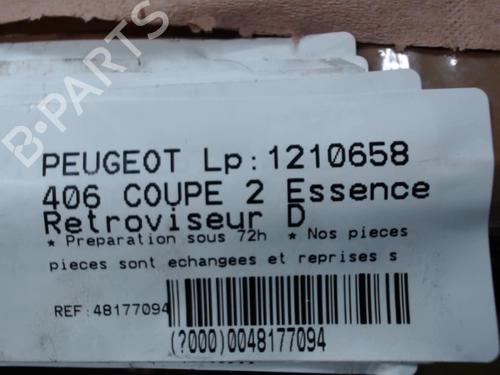 B-PARTS
PEUGEOT Lp:1210658
406 COUPE 2 Essence
Retroviseur D
* Preparation sous 72h * Nos pieces
pieces sont echangees et reprises s
REF:48177094
(?000)0048177094